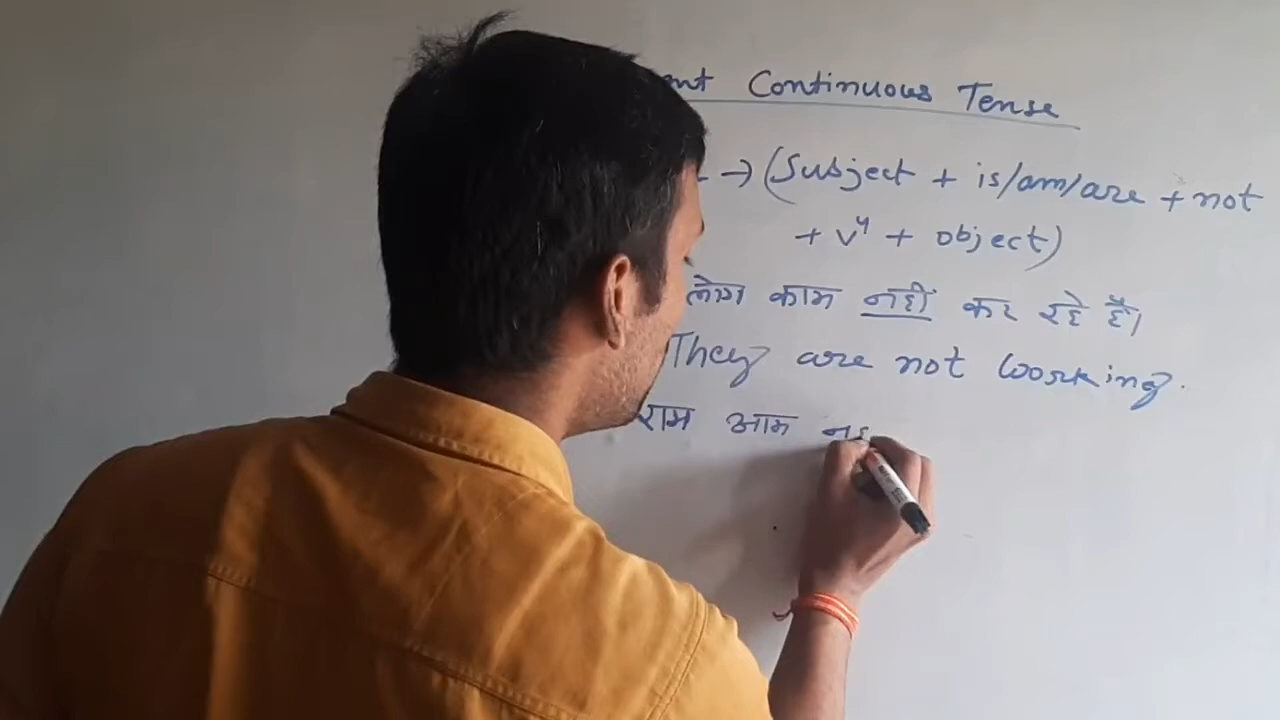 Continuous Tense
→ (Subject + is/am/are + not
+ V⁴ + object)
लोग काम नहीं कर रहे हैं।
They are not working.
राम आम